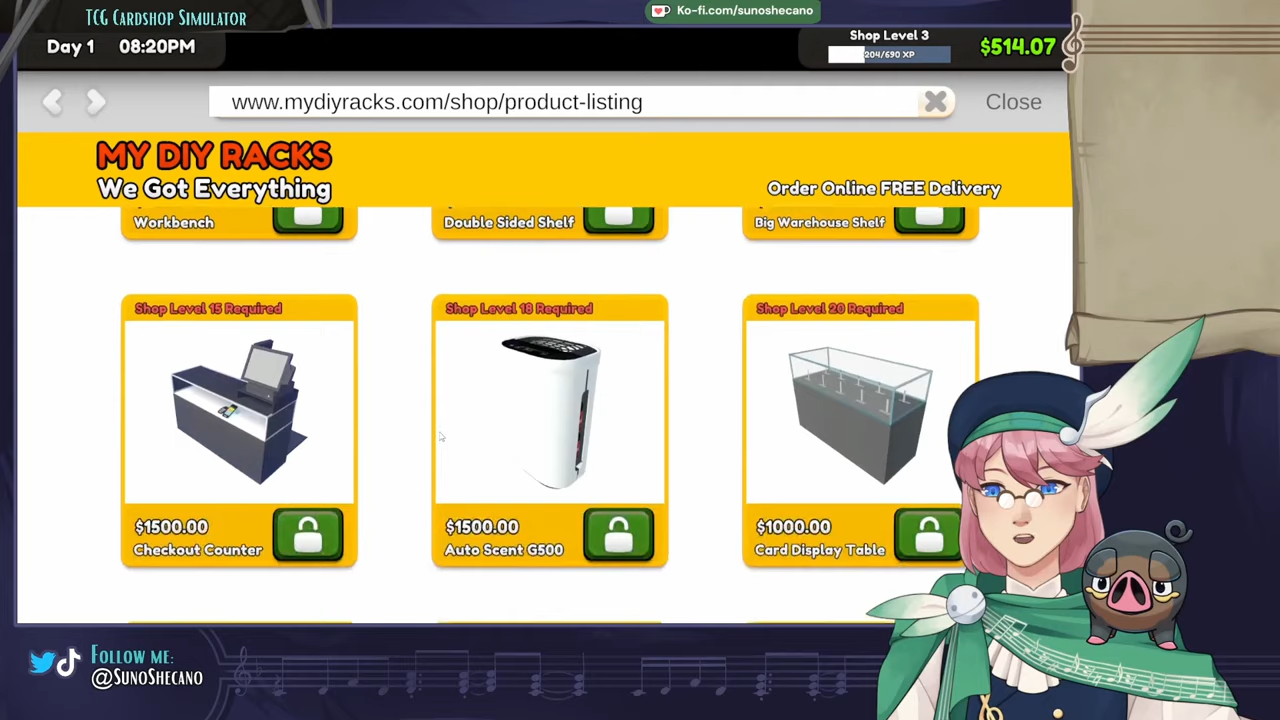 TCG Cardshop Simulator
Ko-fi.com/sunoshecano
Day 1 08:20PM
Shop Level 3
204/690 XP
$514.07
www.mydiyracks.com/shop/product-listing
Close
MY DIY RACKS
We Got Everything
Order Online FREE Delivery
Workbench
Double Sided Shelf
Big Warehouse Shelf
Shop Level 15 Required
Shop Level 18 Required
Shop Level 20 Required
$1500.00
Checkout Counter
$1500.00
Auto Scent G500
$1000.00
Card Display Table
Follow me:
@SunoShecano